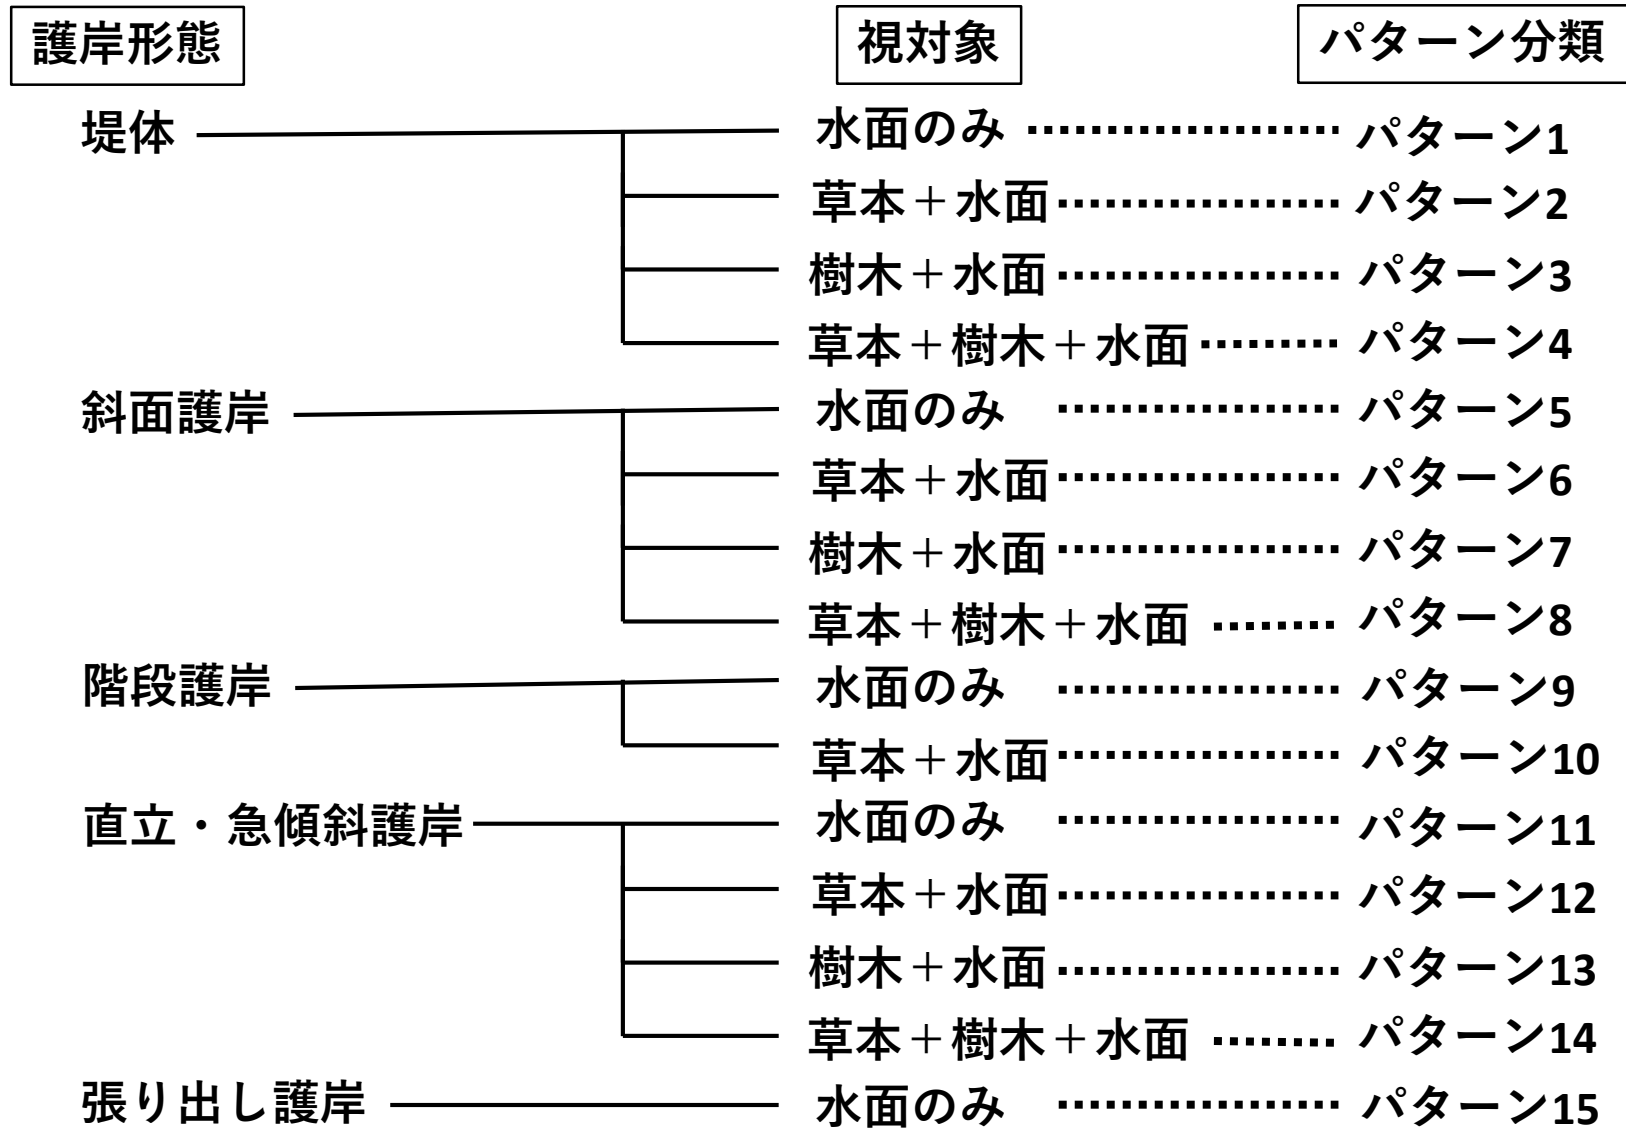 護岸形態 視対象 パターン分類
堤体 水面のみ パターン1
草本＋水面 パターン2
樹木＋水面 パターン3
草本＋樹木＋水面 パターン4
斜面護岸 水面のみ パターン5
草本＋水面 パターン6
樹木＋水面 パターン7
草本＋樹木＋水面 パターン8
階段護岸 水面のみ パターン9
草本＋水面 パターン10
直立・急傾斜護岸 水面のみ パターン11
草本＋水面 パターン12
樹木＋水面 パターン13
草本＋樹木＋水面 パターン14
張り出し護岸 水面のみ パターン15